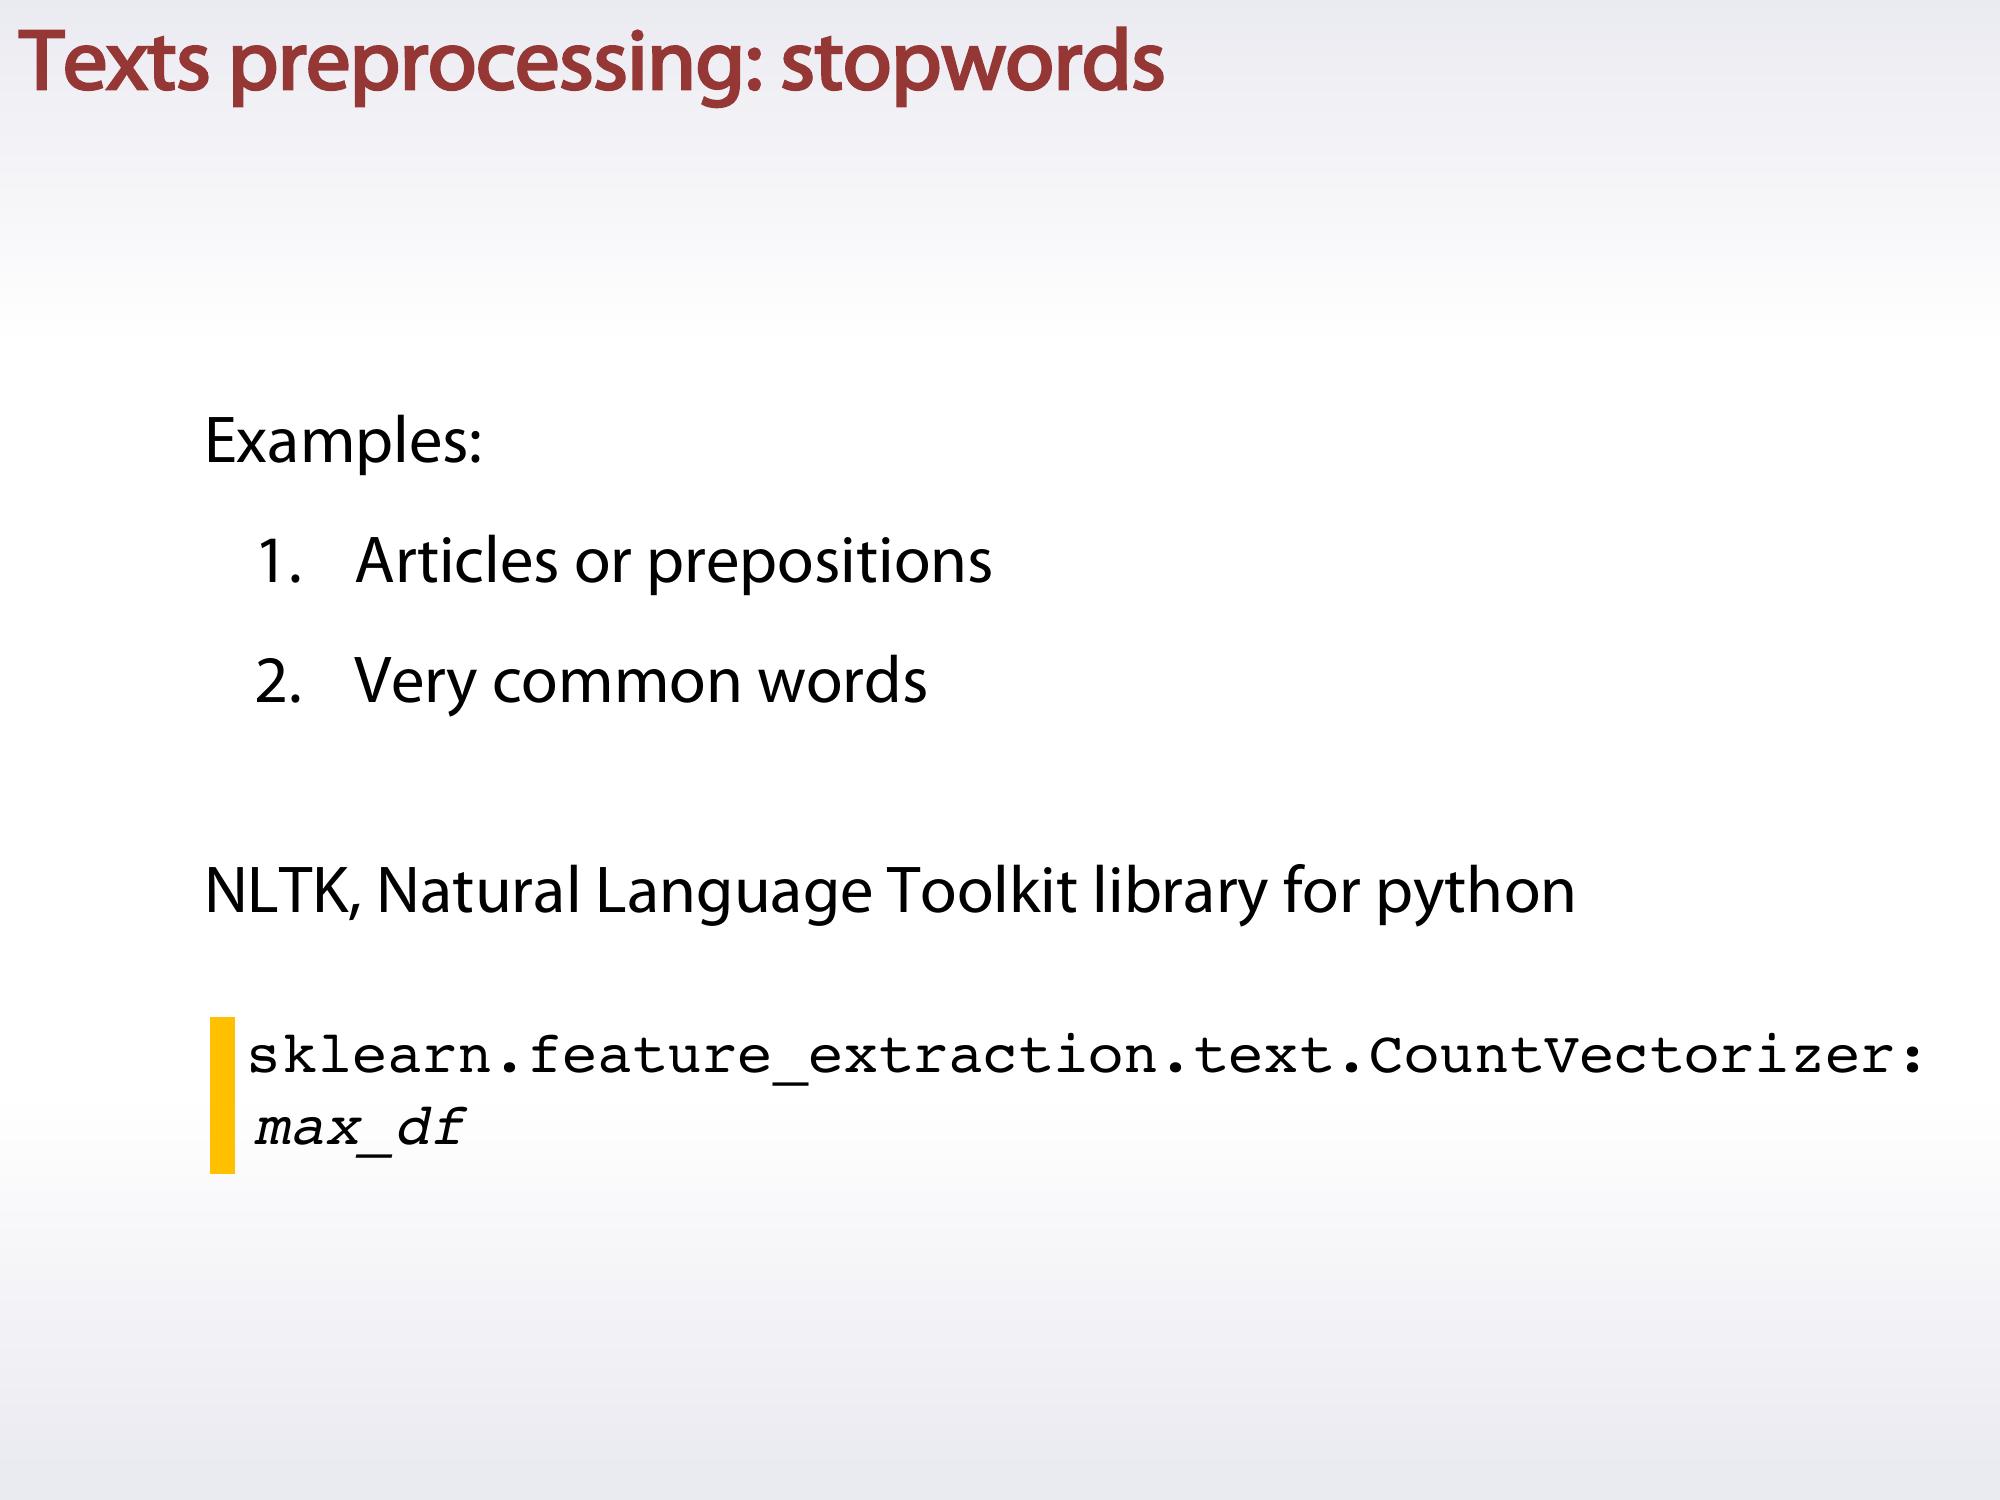 Texts preprocessing: stopwords
Examples:
1. Articles or prepositions
2. Very common words
NLTK, Natural Language Toolkit library for python
sklearn.feature_extraction.text.CountVectorizer:
max_df